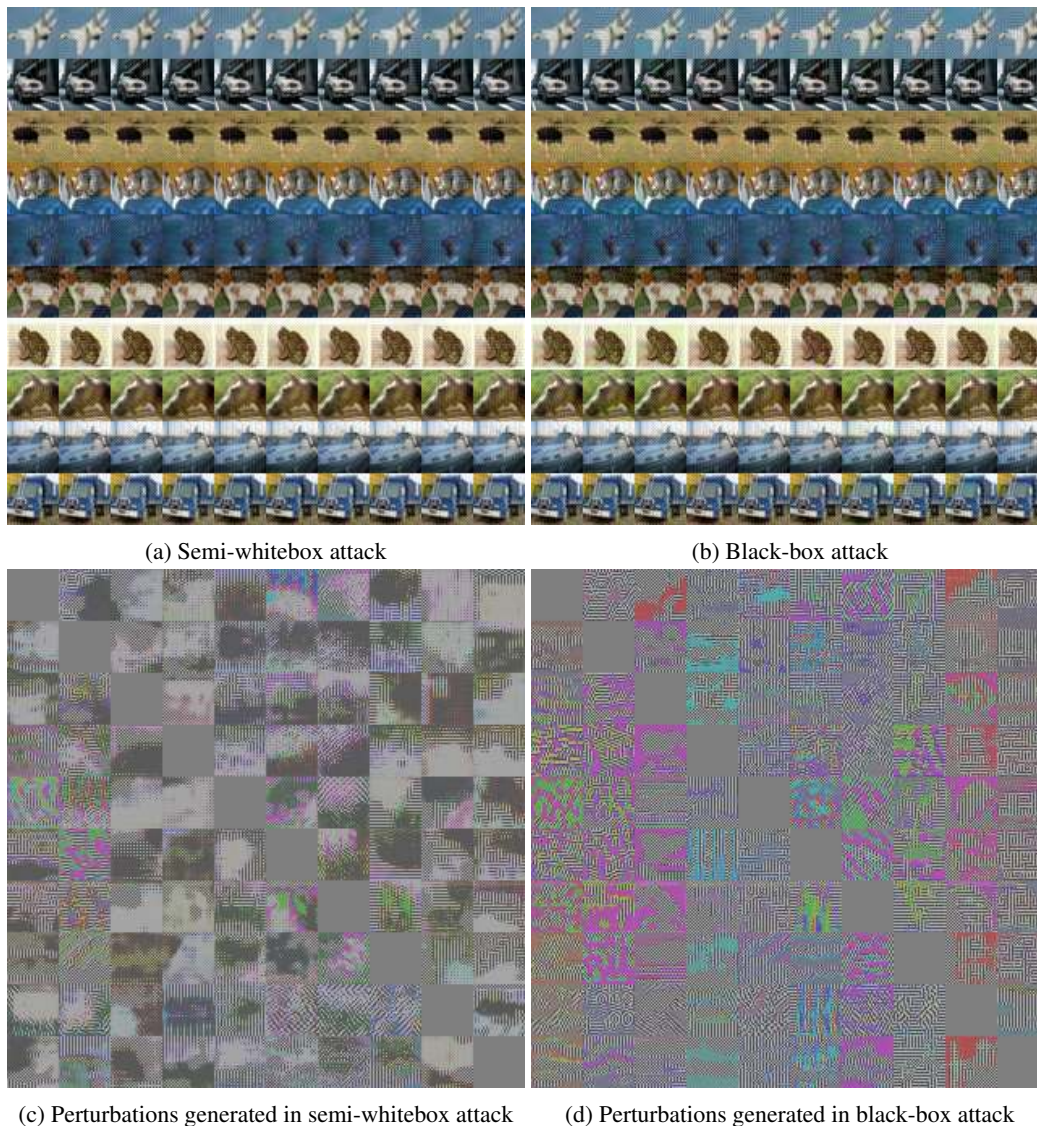 (a) Semi-whitebox attack
(b) Black-box attack
(c) Perturbations generated in semi-whitebox attack
(d) Perturbations generated in black-box attack